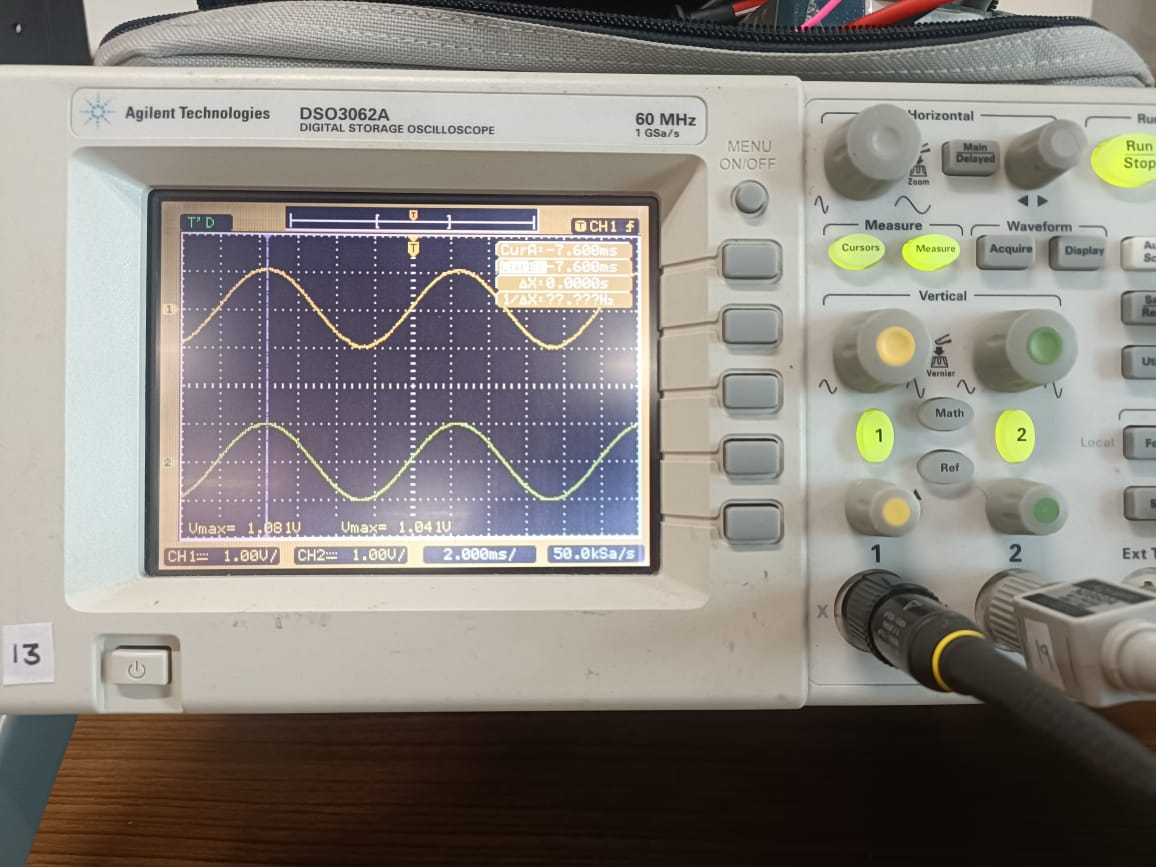 Agilent Technologies
DSO3062A
DIGITAL STORAGE OSCILLOSCOPE
60 MHz
1 GSa/s
MENU
ON/OFF
Horizontal
Main
Delayed
Zoom
Run
Stop
Measure
Cursors
Measure
Waveform
Acquire
Display
Vertical
Vernier
Math
Ref
1
2
Local
1
2
X
T'D
T
T CH1
T
CurA=-7.600ms
CurB=-7.600ms
ΔX=0.0000s
1/ΔX=??.???Hz
1
2
Vmax= 1.081V Vmax= 1.041V
CH1 1.00V/ CH2 1.00V/ 2.000ms/ 50.0kSa/s
13